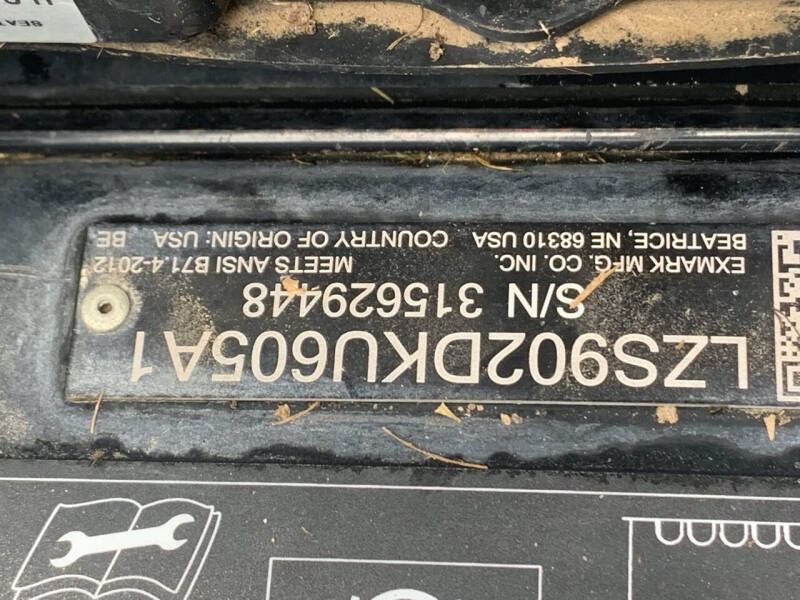 LZS902DKU605A1
S/N 315629448
EXMARK MFG. CO. INC. MEETS ANSI B71.4-2012
BEATRICE, NE 68310 USA COUNTRY OF ORIGIN: USA BE